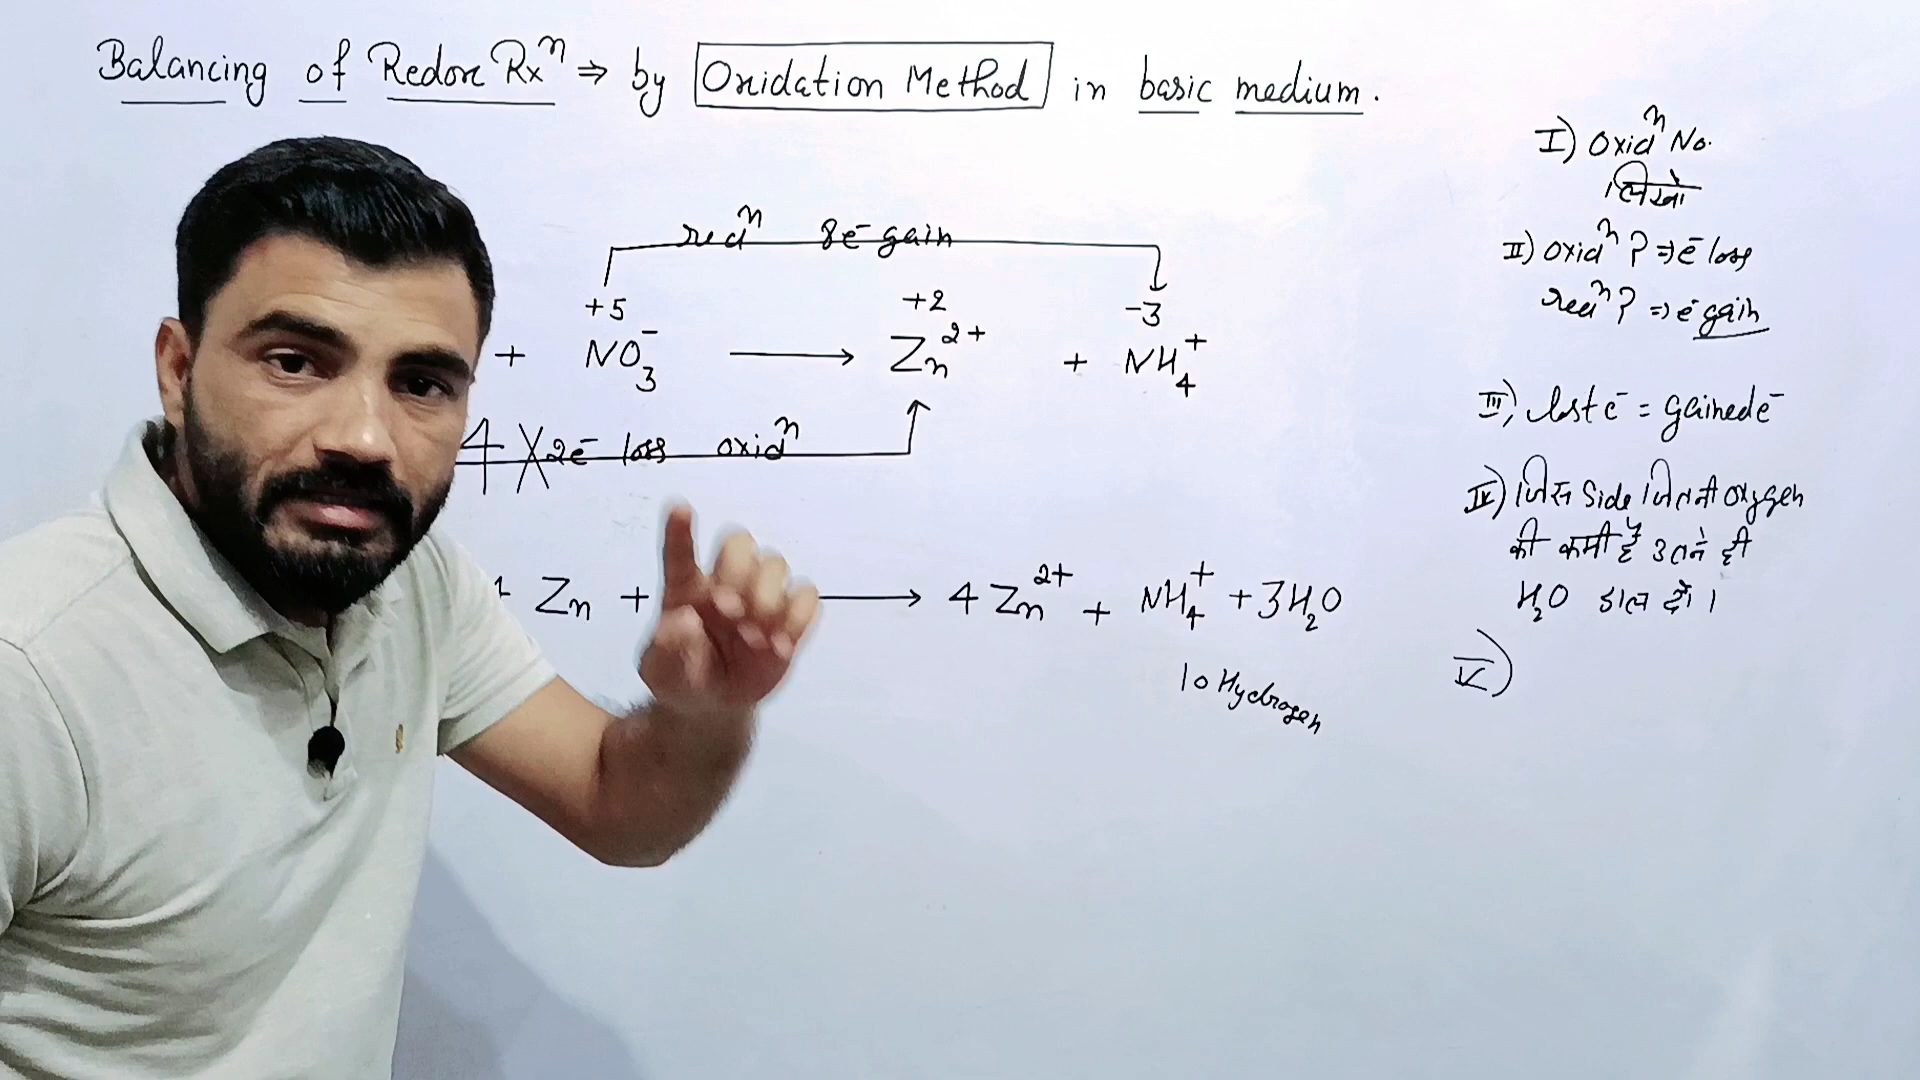 Balancing of Redox Rxⁿ ⇒ by Oxidation Method in basic medium.
redⁿ 8e⁻ gain
+5 +2 -3
+ NO₃⁻ ⟶ Zn²⁺ + NH₄⁺
4 X 2e⁻ loss oxidⁿ
Zn + ⟶ 4 Zn²⁺ + NH₄⁺ + 3H₂O
10 Hydrogen
I) Oxidⁿ No.
लिखो
II) Oxidⁿ ? ⇒ e⁻ loss
redⁿ ? ⇒ e⁻ gain
III) lost e⁻ = gained e⁻
IV) जिस Side जितनी oxygen
की कमी है उतने ही
H₂O डाल दो।
V)